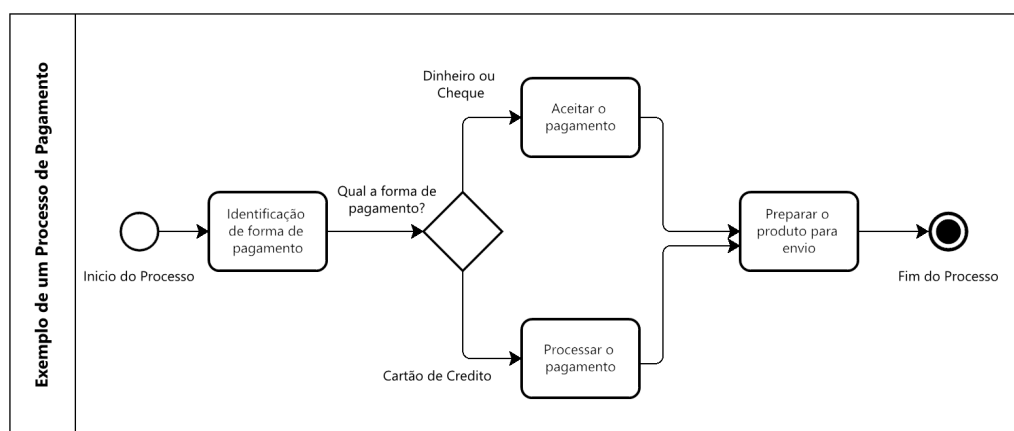 Exemplo de um Processo de Pagamento
Inicio do Processo
Identificação
de forma de
pagamento
Qual a forma de
pagamento?
Dinheiro ou
Cheque
Aceitar o
pagamento
Cartão de Credito
Processar o
pagamento
Preparar o
produto para
envio
Fim do Processo